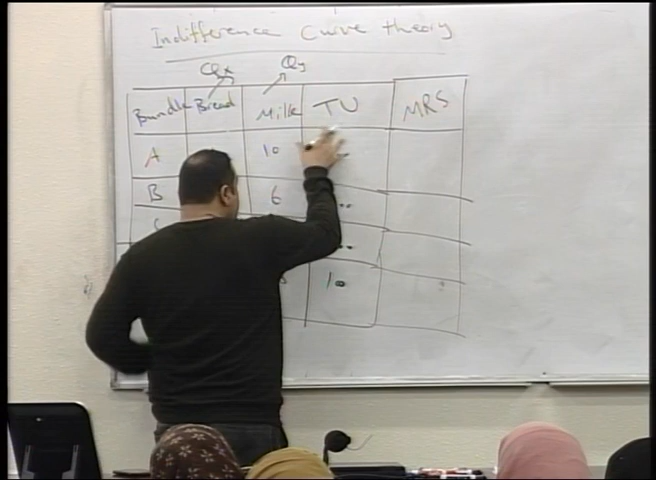 Indifference Curve theory
Qx Qy
Bundle Bread Milk TU MRS
A 10
B 6
10